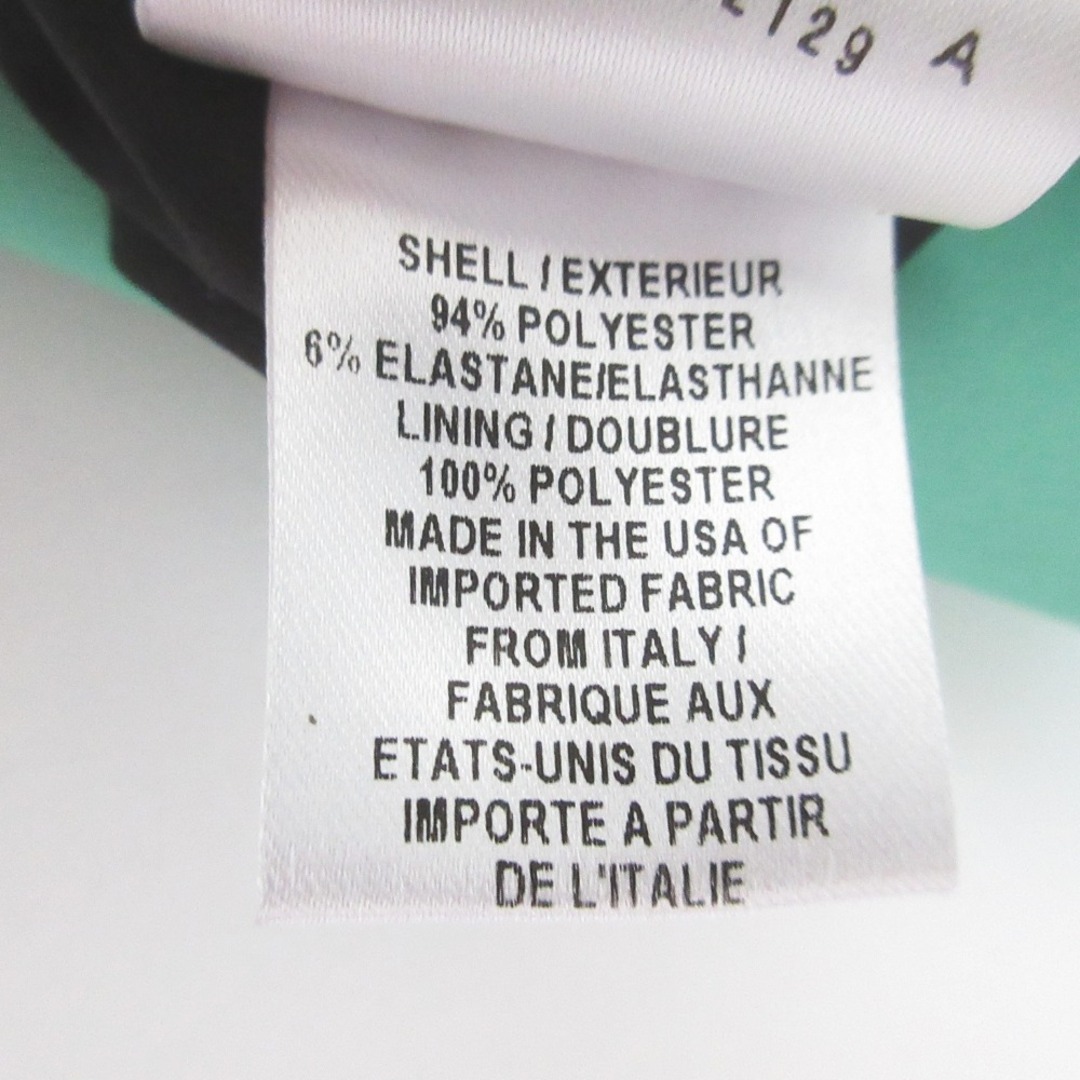 129 A
SHELL / EXTERIEUR
94% POLYESTER
6% ELASTANE/ELASTHANNE
LINING / DOUBLURE
100% POLYESTER
MADE IN THE USA OF
IMPORTED FABRIC
FROM ITALY /
FABRIQUE AUX
ETATS-UNIS DU TISSU
IMPORTE A PARTIR
DE L'ITALIE